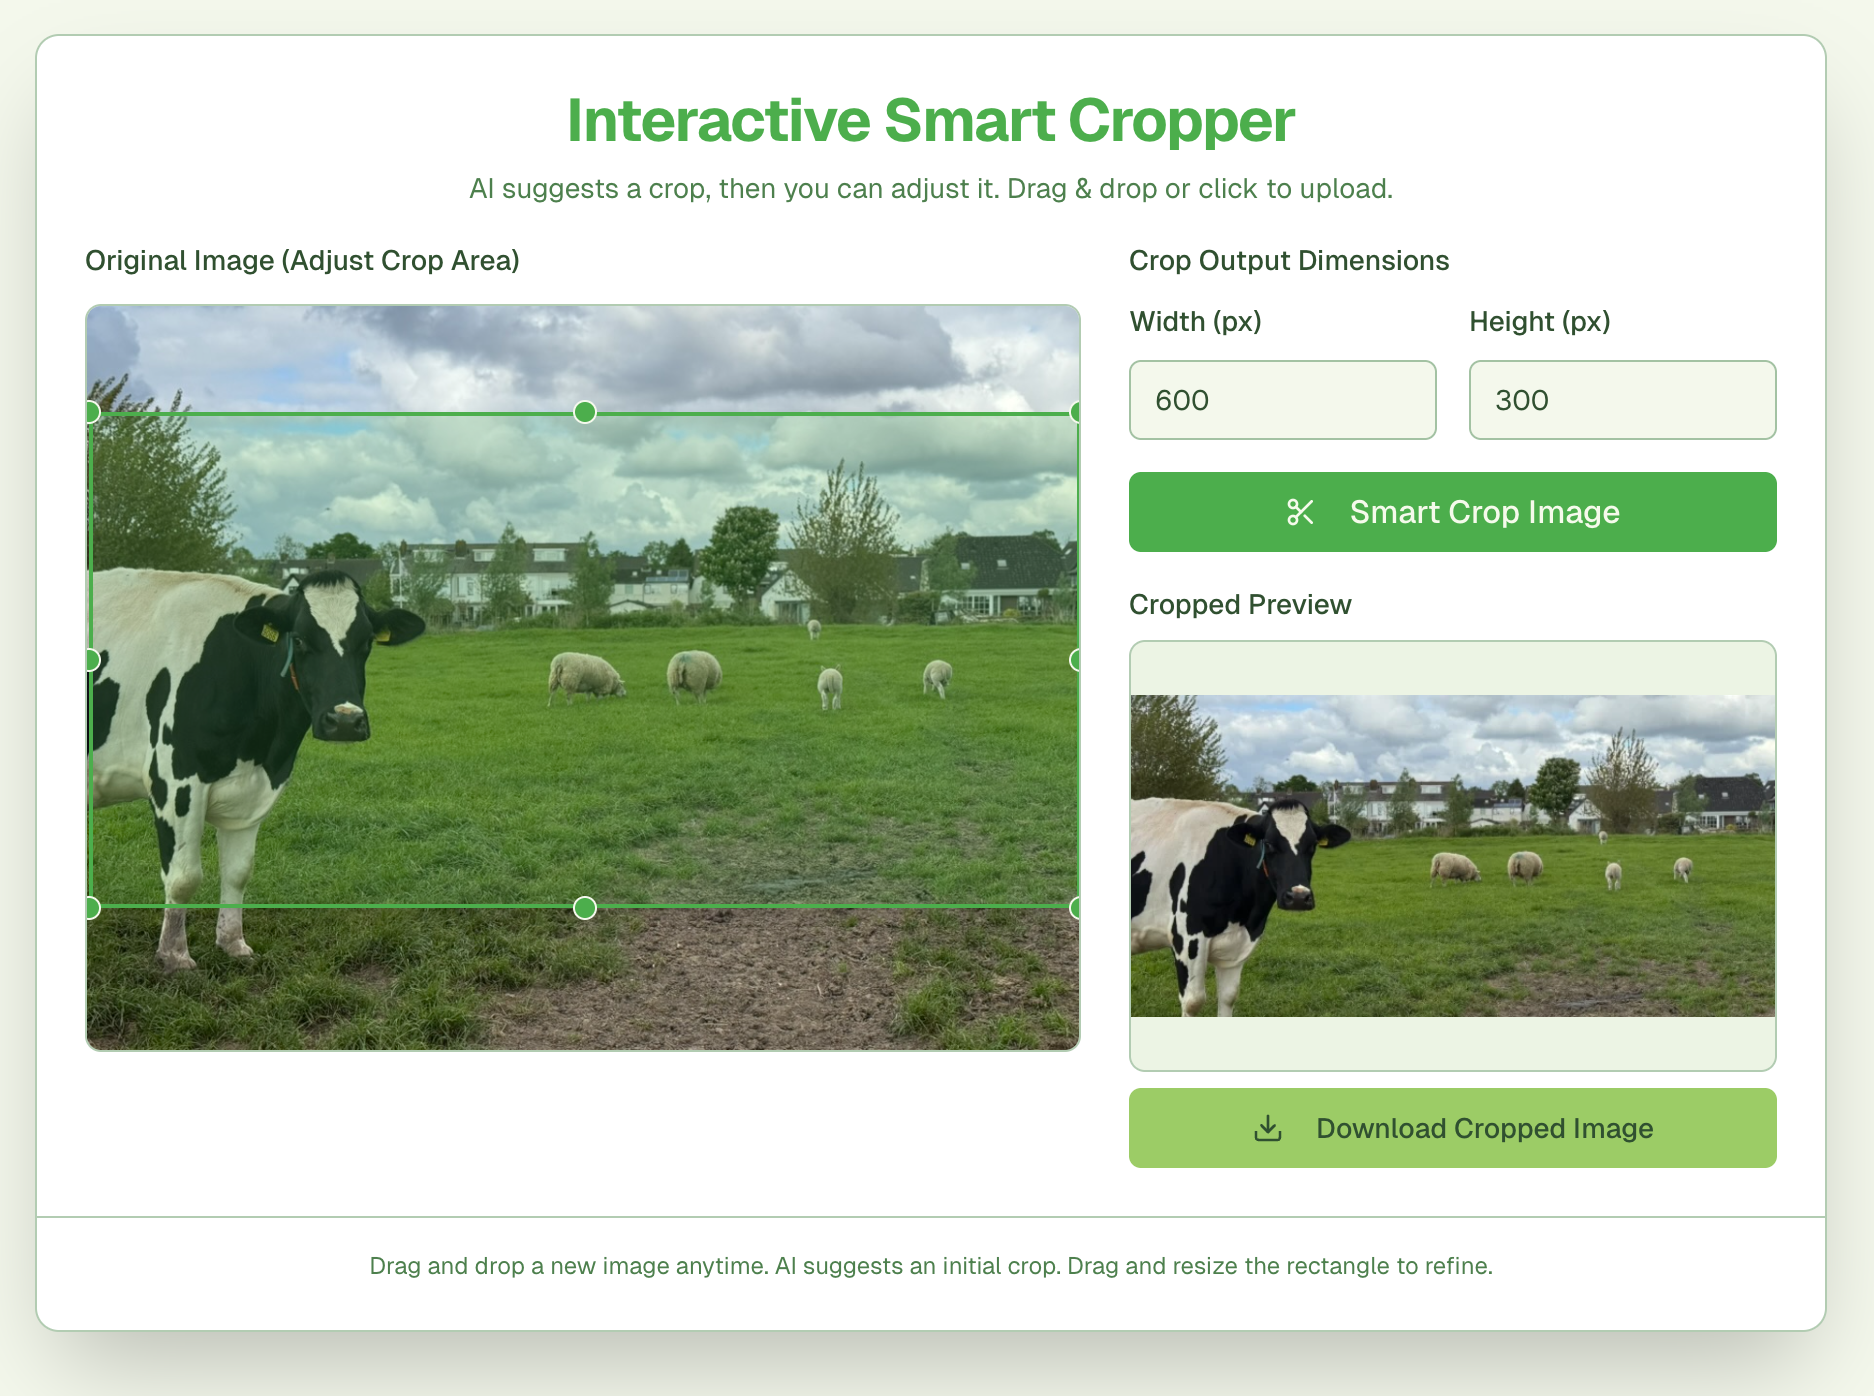 Interactive Smart Cropper
AI suggests a crop, then you can adjust it. Drag & drop or click to upload.
Original Image (Adjust Crop Area)
Crop Output Dimensions
Width (px)
Height (px)
600
300
Smart Crop Image
Cropped Preview
Download Cropped Image
Drag and drop a new image anytime. AI suggests an initial crop. Drag and resize the rectangle to refine.